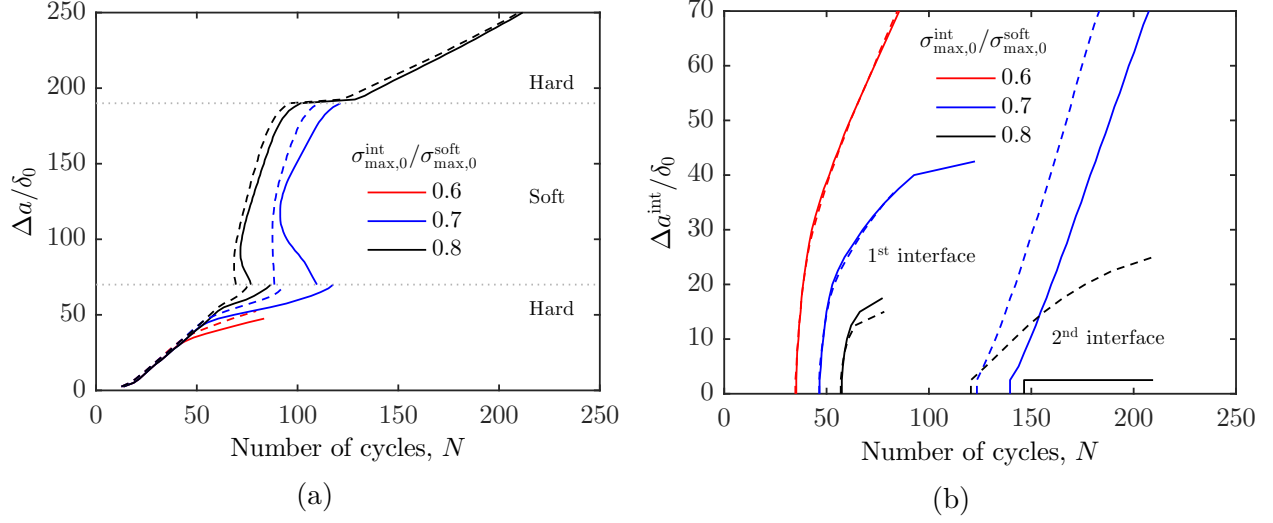 250
200
150
100
50
0
Δa/δ₀
0 50 100 150 200 250
Number of cycles, N
Hard
Soft
Hard
σ^int_max,0/σ^soft_max,0
0.6
0.7
0.8
(a)
70
60
50
40
30
20
10
0
Δa^int/δ₀
0 50 100 150 200 250
Number of cycles, N
σ^int_max,0/σ^soft_max,0
0.6
0.7
0.8
1st interface
2nd interface
(b)